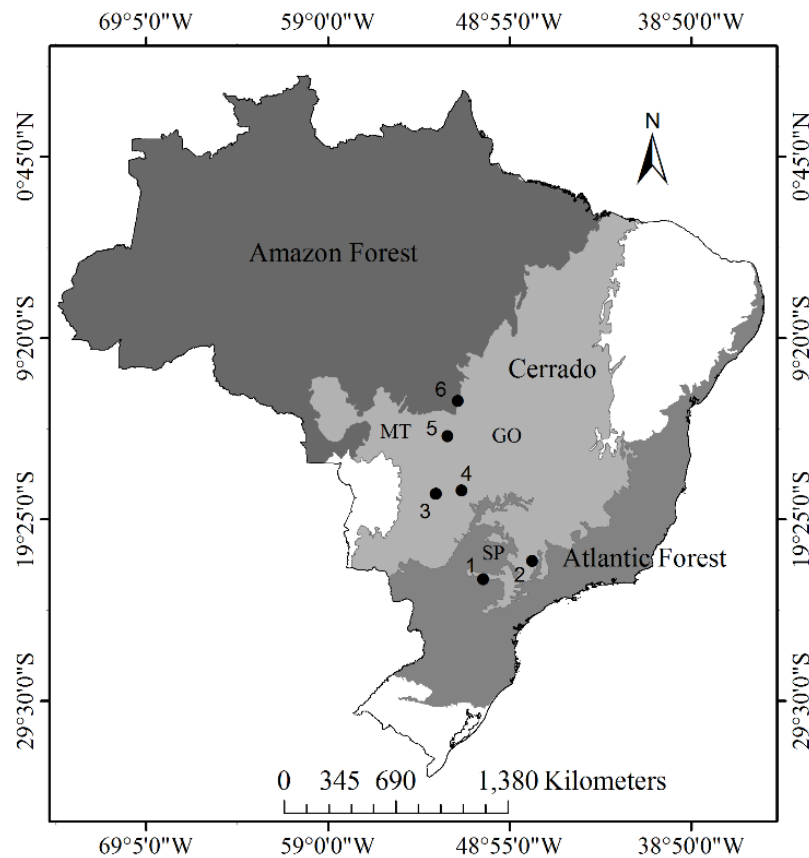 69°5'0"W 59°0'0"W 48°55'0"W 38°50'0"W
N
0°45'0"N
Amazon Forest
9°20'0"S
Cerrado
6
MT 5 GO
4
3
19°25'0"S
SP
Atlantic Forest
1 2
29°30'0"S
0 345 690 1,380 Kilometers
69°5'0"W 59°0'0"W 48°55'0"W 38°50'0"W
0°45'0"N
9°20'0"S
19°25'0"S
29°30'0"S